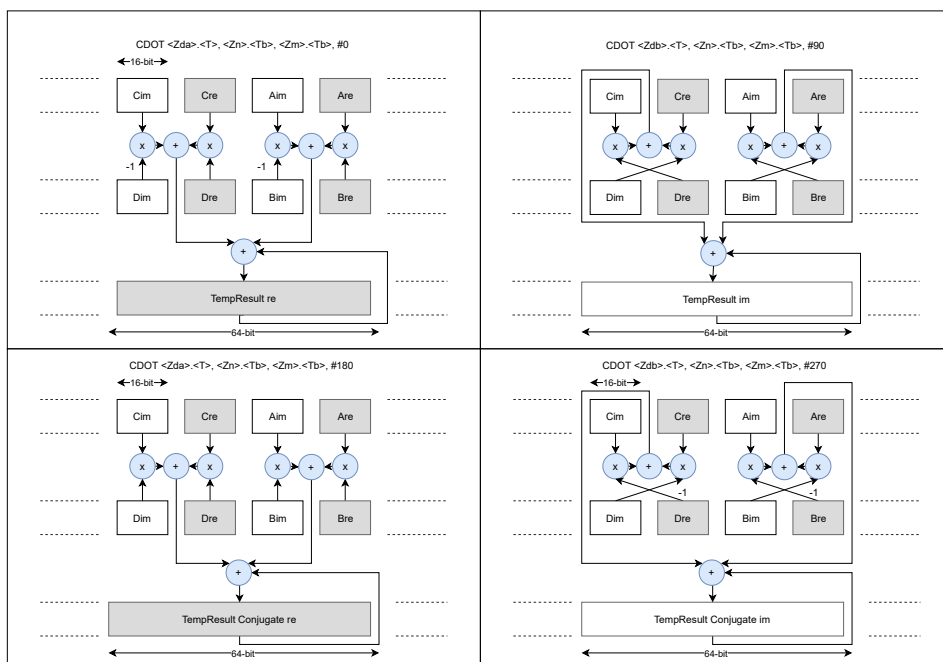 CDOT <Zda>.<T>, <Zn>.<Tb>, <Zm>.<Tb>, #0
16-bit
Cim Cre Aim Are
x + x x + x
-1 -1
Dim Dre Bim Bre
+
TempResult re
64-bit
CDOT <Zdb>.<T>, <Zn>.<Tb>, <Zm>.<Tb>, #90
Cim Cre Aim Are
x + x x + x
Dim Dre Bim Bre
+
TempResult im
64-bit
CDOT <Zda>.<T>, <Zn>.<Tb>, <Zm>.<Tb>, #180
16-bit
Cim Cre Aim Are
x + x x + x
Dim Dre Bim Bre
+
TempResult Conjugate re
64-bit
CDOT <Zdb>.<T>, <Zn>.<Tb>, <Zm>.<Tb>, #270
16-bit
Cim Cre Aim Are
x + x x + x
-1 -1
Dim Dre Bim Bre
+
TempResult Conjugate im
64-bit